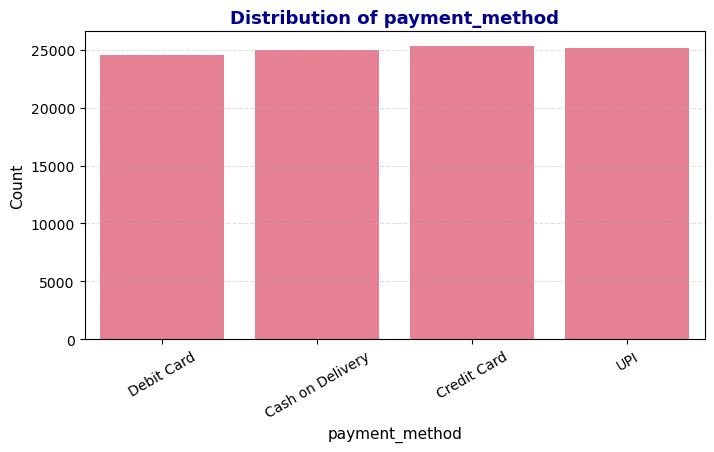 Distribution of payment_method
Count
25000
20000
15000
10000
5000
0
Debit Card
Cash on Delivery
Credit Card
UPI
payment_method